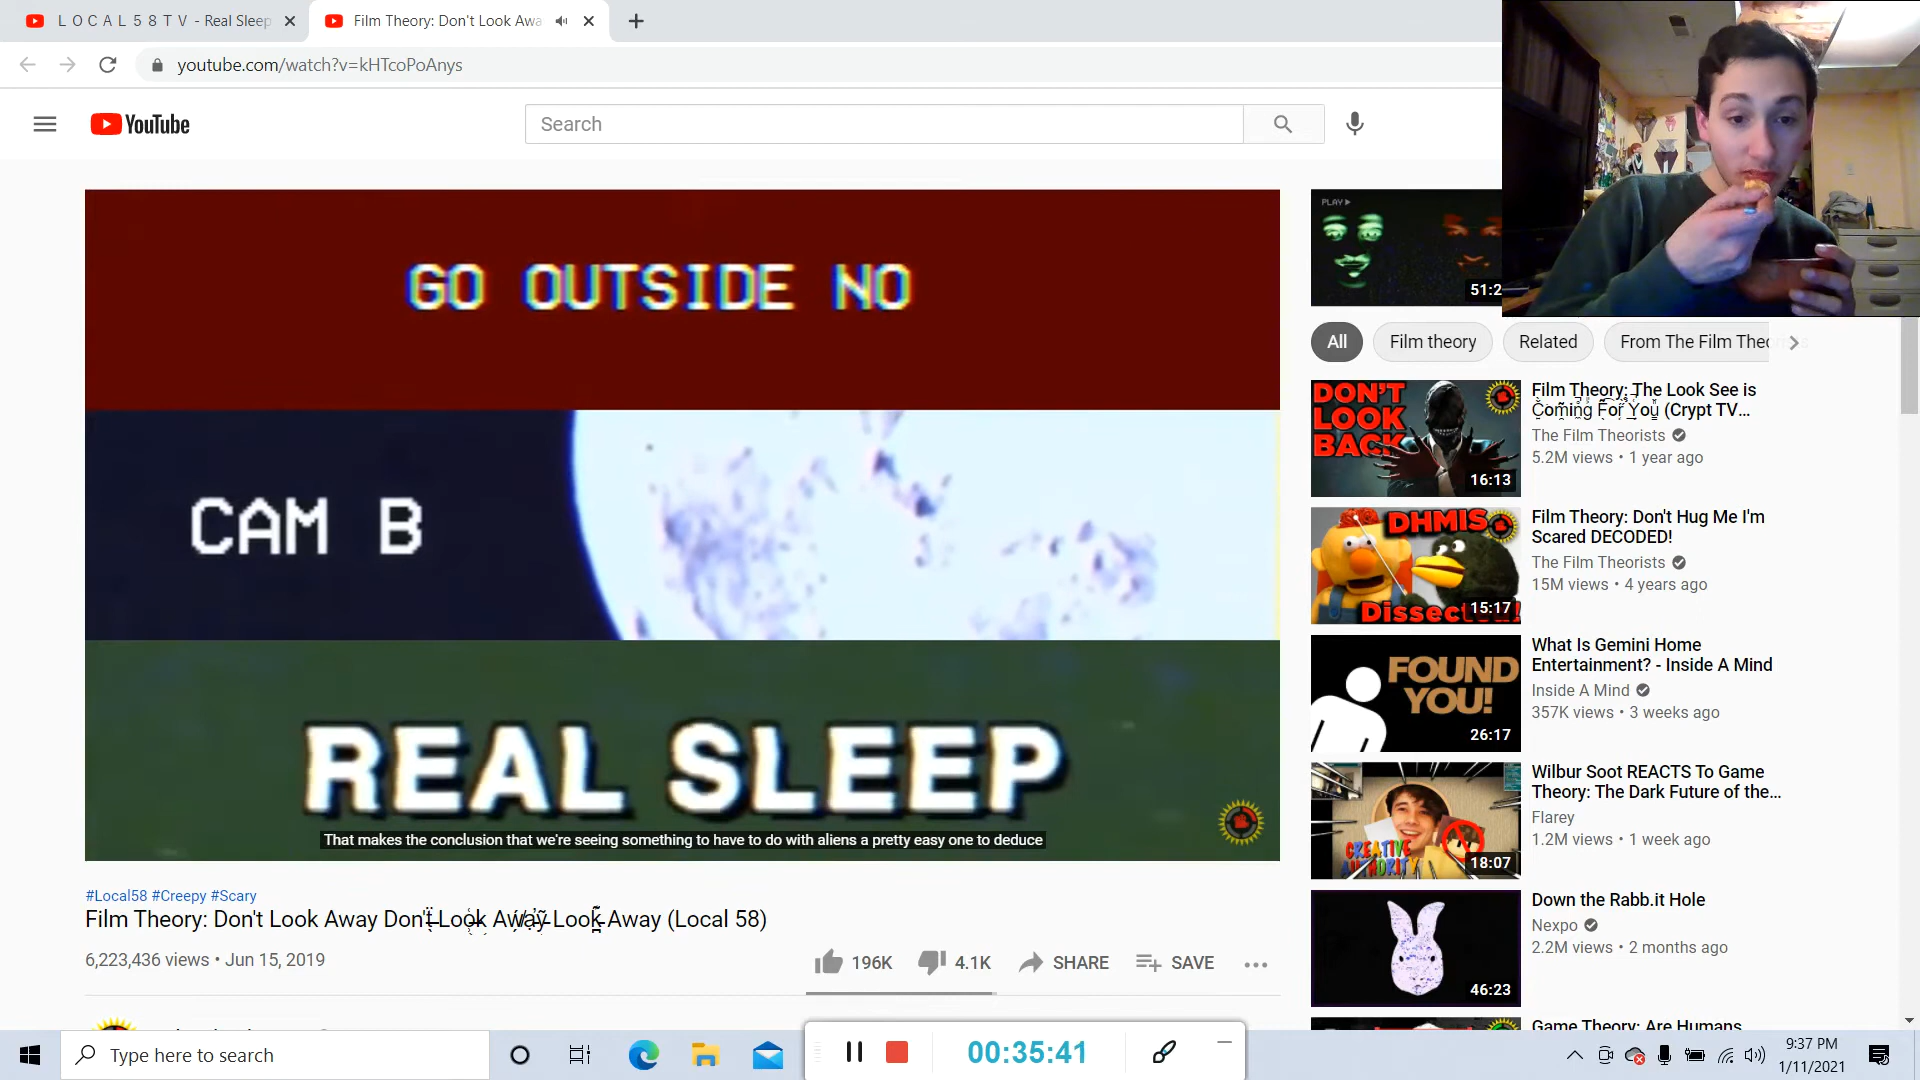 L O C A L 5 8 T V - Real Sleep
Film Theory: Don't Look Awa
youtube.com/watch?v=kHTcoPoAnys
YouTube
Search
GO OUTSIDE NO
CAM B
REAL SLEEP
That makes the conclusion that we're seeing something to have to do with aliens a pretty easy one to deduce
#Local58 #Creepy #Scary
Film Theory: Don't Look Away Don't Look Away Look Away (Local 58)
6,223,436 views • Jun 15, 2019
196K
4.1K
SHARE
SAVE
PLAY
51:2
All
Film theory
Related
From The Film Theo
DON'T
LOOK
BACK
16:13
Film Theory: The Look See is
Coming For You (Crypt TV...
The Film Theorists
5.2M views • 1 year ago
DHMIS
Dissect !
15:17
Film Theory: Don't Hug Me I'm
Scared DECODED!
The Film Theorists
15M views • 4 years ago
FOUND
YOU!
26:17
What Is Gemini Home
Entertainment? - Inside A Mind
Inside A Mind
357K views • 3 weeks ago
CREATIVE
AUTHORITY
18:07
Wilbur Soot REACTS To Game
Theory: The Dark Future of the...
Flarey
1.2M views • 1 week ago
46:23
Down the Rabb.it Hole
Nexpo
2.2M views • 2 months ago
Game Theory: Are Humans
Type here to search
00:35:41
9:37 PM
1/11/2021